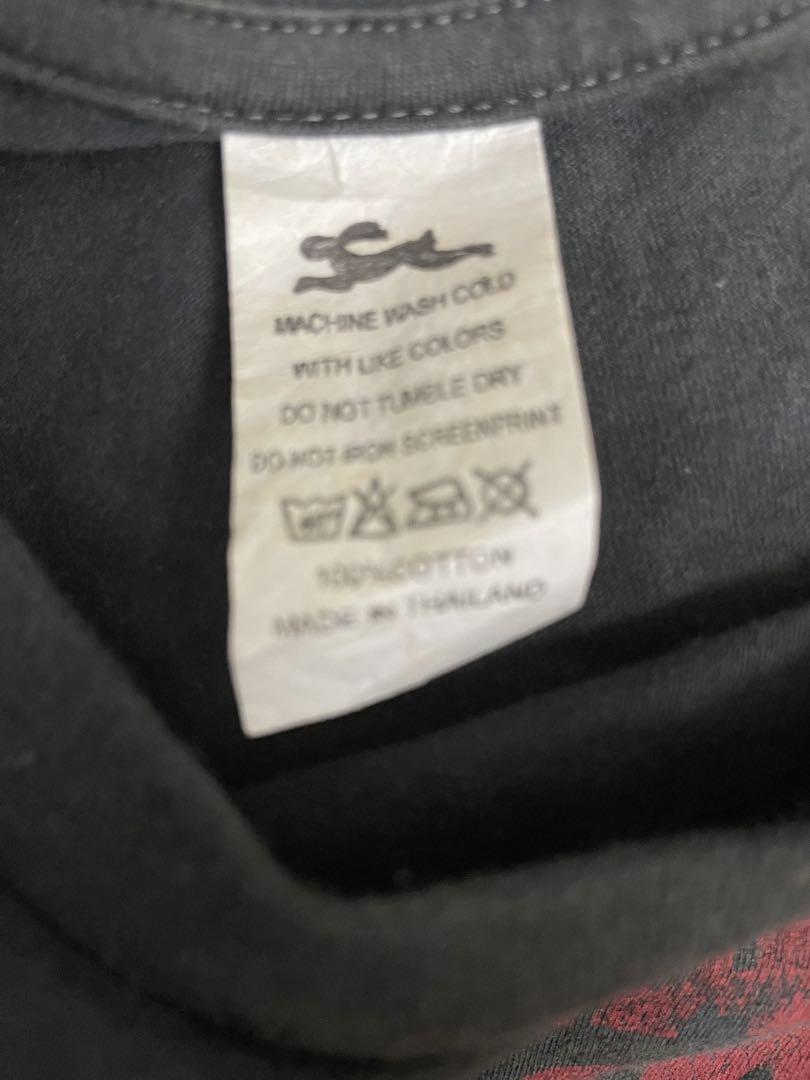 MACHINE WASH COLD
WITH LIKE COLORS
DO NOT TUMBLE DRY
DO NOT IRON SCREENPRINT
100% COTTON
MADE IN THAILAND